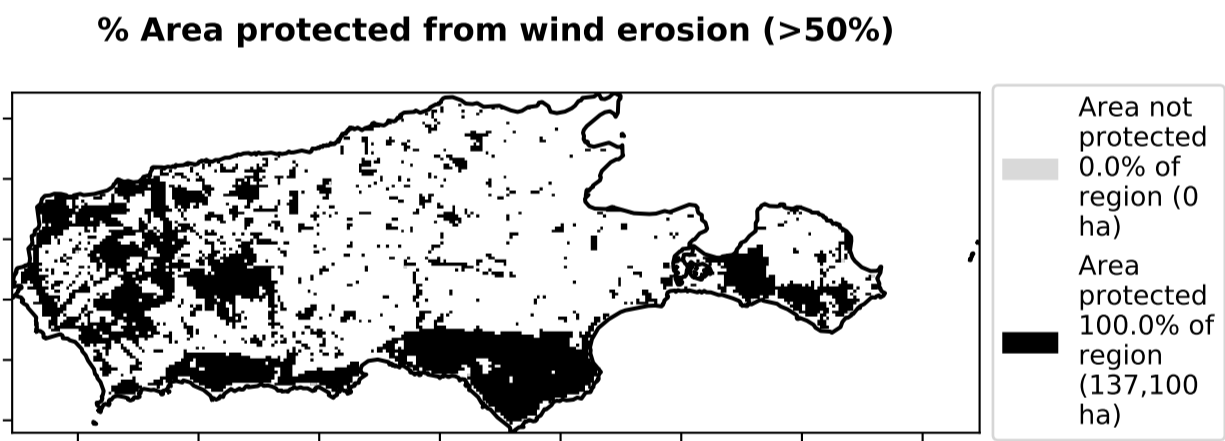 % Area protected from wind erosion (>50%)
Area not
protected
0.0% of
region (0
ha)
Area
protected
100.0% of
region
(137,100
ha)